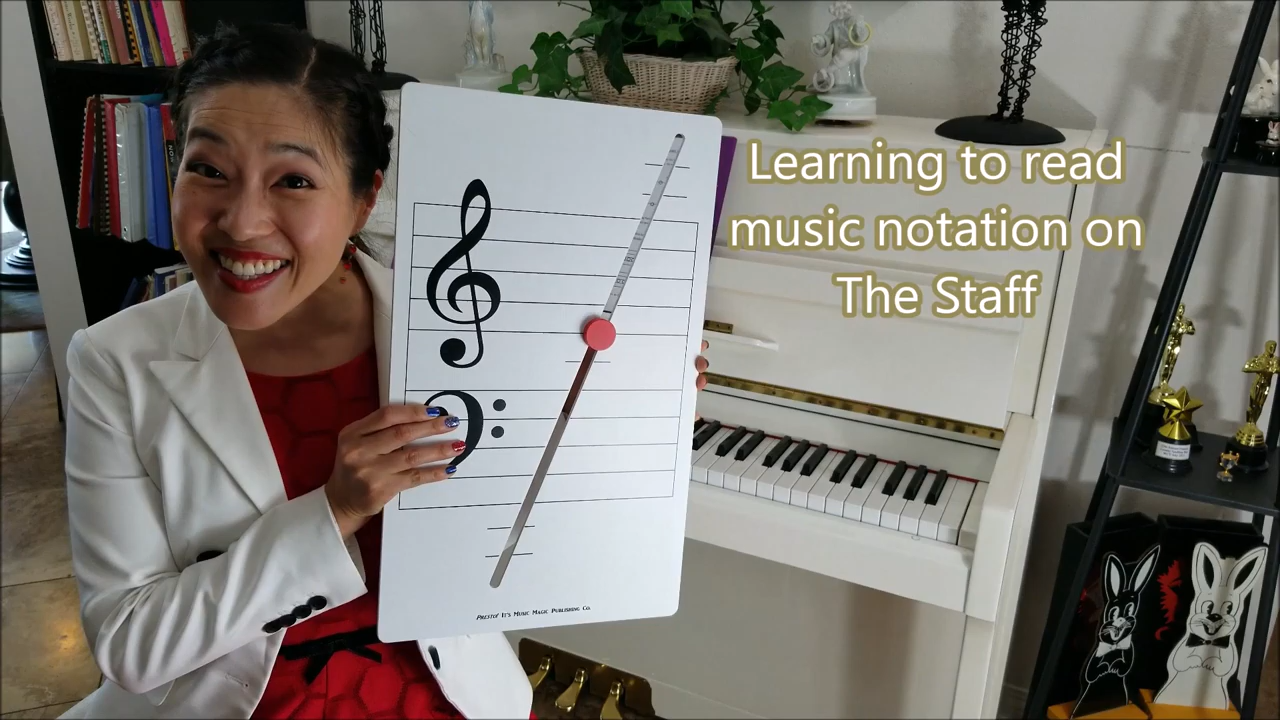 Learning to read
music notation on
The Staff
Presto! It's Music Magic Publishing Co.